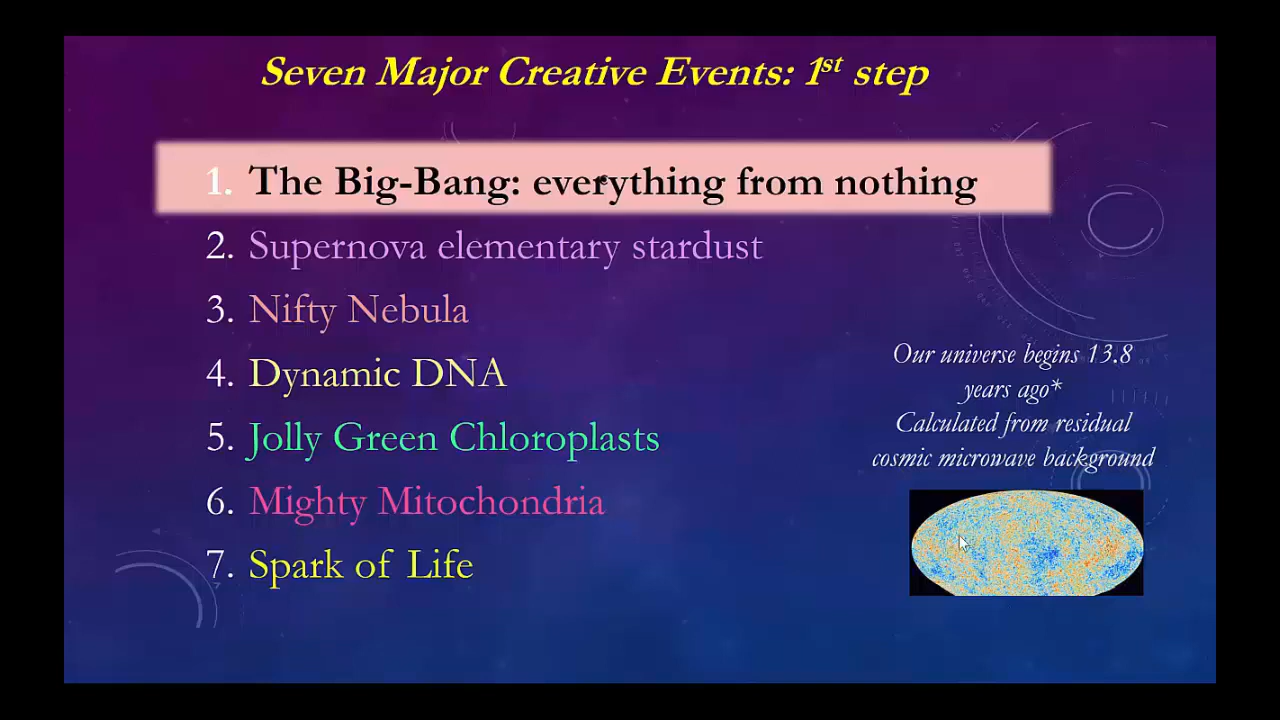 Seven Major Creative Events: 1st step
1. The Big-Bang: everything from nothing
2. Supernova elementary stardust
3. Nifty Nebula
4. Dynamic DNA
5. Jolly Green Chloroplasts
6. Mighty Mitochondria
7. Spark of Life
Our universe begins 13.8
years ago*
Calculated from residual
cosmic microwave background